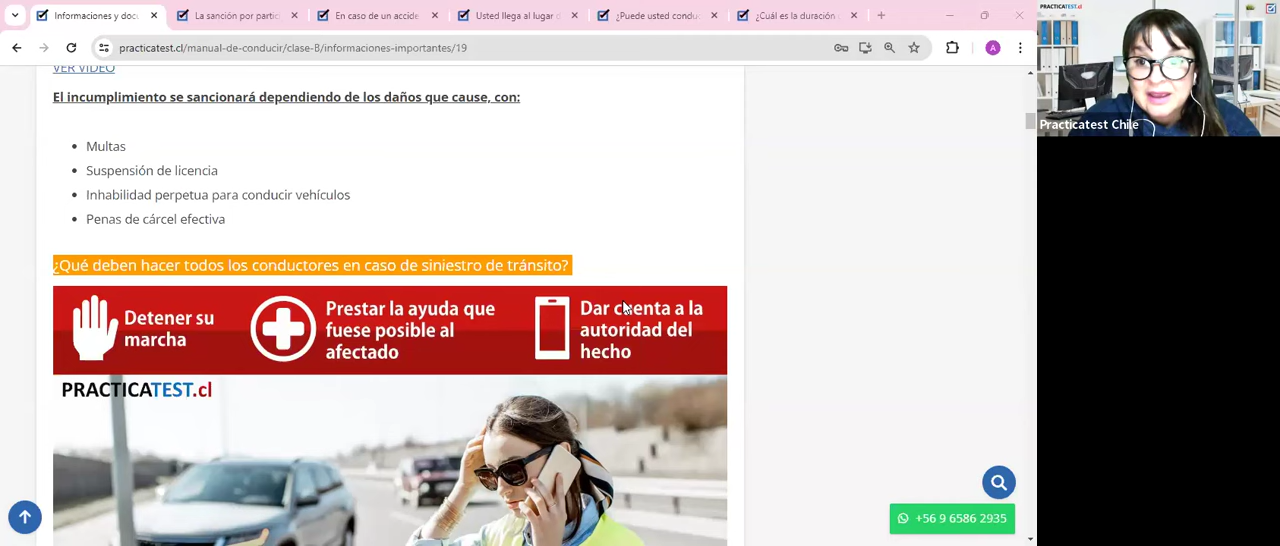 Informaciones y docu
La sanción por partici
En caso de un accide
Usted llega al lugar d
¿Puede usted condu
¿Cuál es la duración
practicatest.cl/manual-de-conducir/clase-B/informaciones-importantes/19
A
PRACTICATEST.cl
Practicatest Chile
VER VIDEO
El incumplimiento se sancionará dependiendo de los daños que cause, con:
Multas
Suspensión de licencia
Inhabilidad perpetua para conducir vehículos
Penas de cárcel efectiva
¿Qué deben hacer todos los conductores en caso de siniestro de tránsito?
Detener su
marcha
Prestar la ayuda que
fuese posible al
afectado
Dar cuenta a la
autoridad del
hecho
PRACTICATEST.cl
+56 9 6586 2935